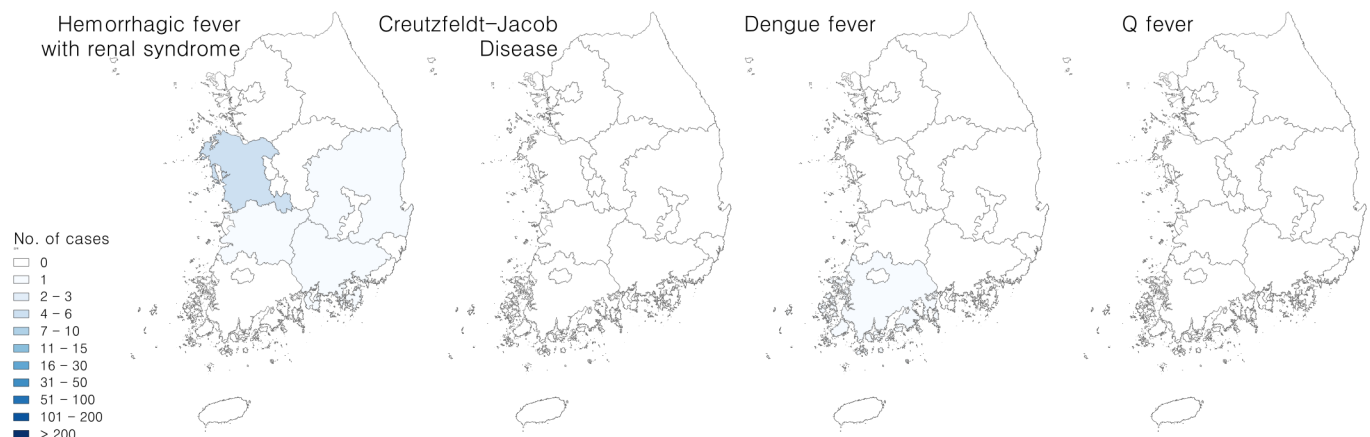 Hemorrhagic fever
with renal syndrome
Creutzfeldt-Jacob
Disease
Dengue fever
Q fever
No. of cases
0
1
2 - 3
4 - 6
7 - 10
11 - 15
16 - 30
31 - 50
51 - 100
101 - 200
> 200